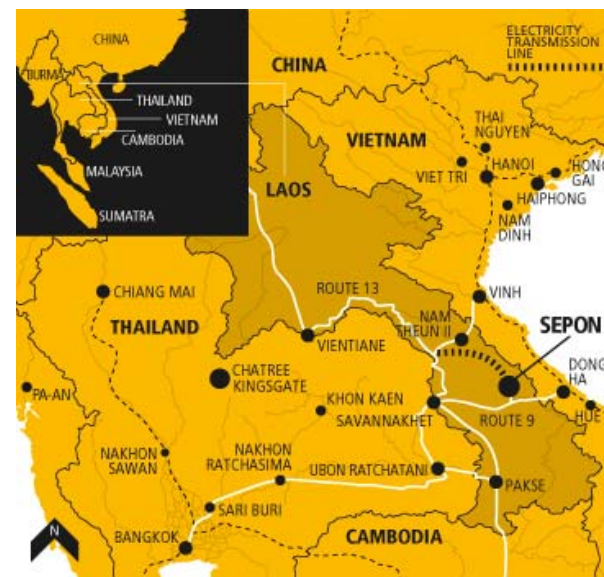 CHINA
BURMA
THAILAND
VIETNAM
CAMBODIA
MALAYSIA
SUMATRA
ELECTRICITY
TRANSMISSION
LINE
CHINA
VIETNAM
THAI
NGUYEN
VIET TRI
HANOI
HONG
GAI
HAIPHONG
NAM
DINH
LAOS
CHIANG MAI
ROUTE 13
VINH
NAM
THEUN II
THAILAND
VIENTIANE
SEPON
CHATREE
KINGSGATE
DONG
HA
PA-AN
KHON KAEN
SAVANNAKHET
ROUTE 9
HUE
NAKHON
SAWAN
NAKHON
RATCHASIMA
UBON RATCHATANI
PAKSE
SARI BURI
BANGKOK
CAMBODIA
N